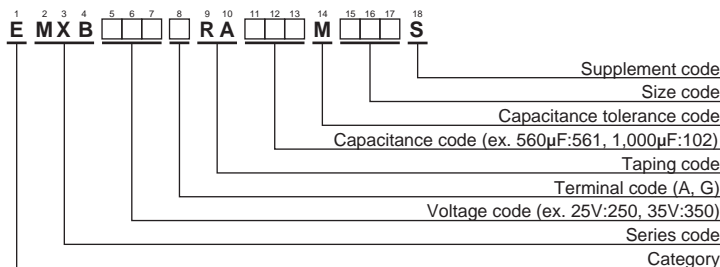 1 2 3 4 5 6 7 8 9 10 11 12 13 14 15 16 17 18
E M X B □□□ □ R A □□□ M □□□ S
Supplement code
Size code
Capacitance tolerance code
Capacitance code (ex. 560µF:561, 1,000µF:102)
Taping code
Terminal code (A, G)
Voltage code (ex. 25V:250, 35V:350)
Series code
Category